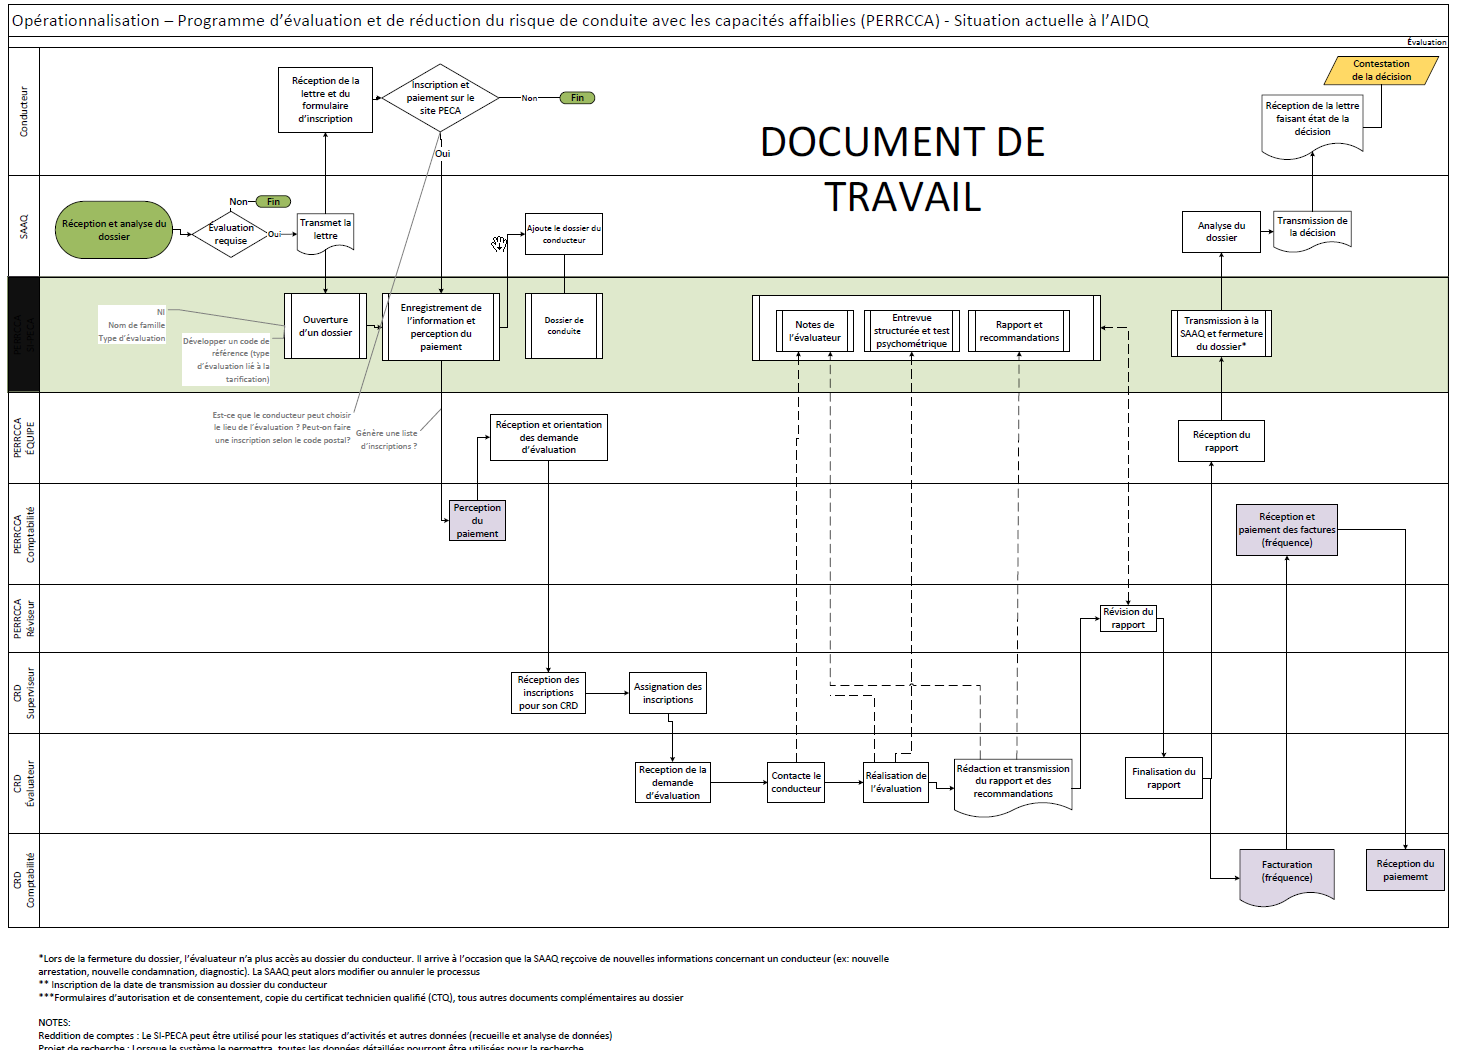 Opérationnalisation – Programme d'évaluation et de réduction du risque de conduite avec les capacités affaiblies (PERRCCA) - Situation actuelle à l'AIDQ
Évaluation
Conducteur
Réception de la
lettre et du
formulaire
d'inscription
Inscription et
paiement sur le
site PECA
Non
Fin
Oui
DOCUMENT DE
TRAVAIL
Contestation
de la décision
Réception de la lettre
faisant état de la
décision
SAAQ
Réception et analyse du
dossier
Évaluation
requise
Non
Fin
Oui
Transmet la
lettre
Ajoute le dossier du
conducteur
Analyse du
dossier
Transmission de
la décision
NI
Nom de famille
Type d'évaluation
Développer un code de
référence (type
d'évaluation lié à la
tarification)
Ouverture
d'un dossier
Enregistrement de
l'information et
perception du
paiement
Dossier de
conduite
Notes de
l'évaluateur
Entrevue
structurée et test
psychométrique
Rapport et
recommandations
Transmission à la
SAAQ et fermeture
du dossier*
PERRCCA
ÉQUIPE
Est-ce que le conducteur peut choisir
le lieu de l'évaluation ? Peut-on faire
une inscription selon le code postal?
Génère une liste
d'inscriptions ?
Réception et orientation
des demande
d'évaluation
Réception du
rapport
PERRCCA
Comptabilité
Perception
du
paiement
Réception et
paiement des factures
(fréquence)
PERRCCA
Réviseur
Révision du
rapport
CRD
Superviseur
Réception des
inscriptions
pour son CRD
Assignation des
inscriptions
CRD
Évaluateur
Reception de la
demande
d'évaluation
Contacte le
conducteur
Réalisation de
l'évaluation
Rédaction et transmission
du rapport et des
recommandations
Finalisation du
rapport
CRD
Comptabilité
Facturation
(fréquence)
Réception du
paiememt
*Lors de la fermeture du dossier, l'évaluateur n'a plus accès au dossier du conducteur. Il arrive à l'occasion que la SAAQ reçcoive de nouvelles informations concernant un conducteur (ex: nouvelle
arrestation, nouvelle condamnation, diagnostic). La SAAQ peut alors modifier ou annuler le processus
** Inscription de la date de transmission au dossier du conducteur
***Formulaires d'autorisation et de consentement, copie du certificat technicien qualifié (CTQ), tous autres documents complémentaires au dossier
NOTES:
Reddition de comptes : Le SI-PECA peut être utilisé pour les statiques d'activités et autres données (recueille et analyse de données)
Projet de recherche : Lorsque le système le permettra, toutes les données détaillées pourront être utilisées pour la recherche